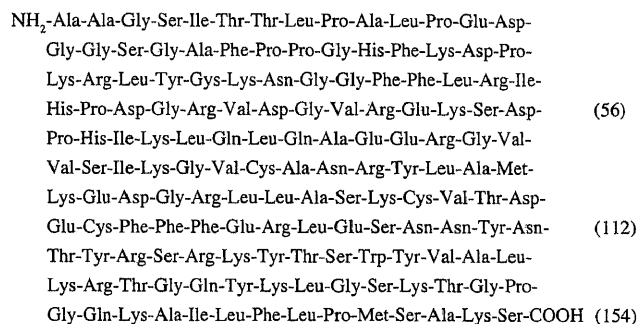 NH2-Ala-Ala-Gly-Ser-Ile-Thr-Thr-Leu-Pro-Ala-Leu-Pro-Glu-Asp-
Gly-Gly-Ser-Gly-Ala-Phe-Pro-Pro-Gly-His-Phe-Lys-Asp-Pro-
Lys-Arg-Leu-Tyr-Gys-Lys-Asn-Gly-Gly-Phe-Phe-Leu-Arg-Ile-
His-Pro-Asp-Gly-Arg-Val-Asp-Gly-Val-Arg-Glu-Lys-Ser-Asp- (56)
Pro-His-Ile-Lys-Leu-Gln-Leu-Gln-Ala-Glu-Glu-Arg-Gly-Val-
Val-Ser-Ile-Lys-Gly-Val-Cys-Ala-Asn-Arg-Tyr-Leu-Ala-Met-
Lys-Glu-Asp-Gly-Arg-Leu-Leu-Ala-Ser-Lys-Cys-Val-Thr-Asp-
Glu-Cys-Phe-Phe-Phe-Glu-Arg-Leu-Glu-Ser-Asn-Asn-Tyr-Asn- (112)
Thr-Tyr-Arg-Ser-Arg-Lys-Tyr-Thr-Ser-Trp-Tyr-Val-Ala-Leu-
Lys-Arg-Thr-Gly-Gln-Tyr-Lys-Leu-Gly-Ser-Lys-Thr-Gly-Pro-
Gly-Gln-Lys-Ala-Ile-Leu-Phe-Leu-Pro-Met-Ser-Ala-Lys-Ser-COOH (154)